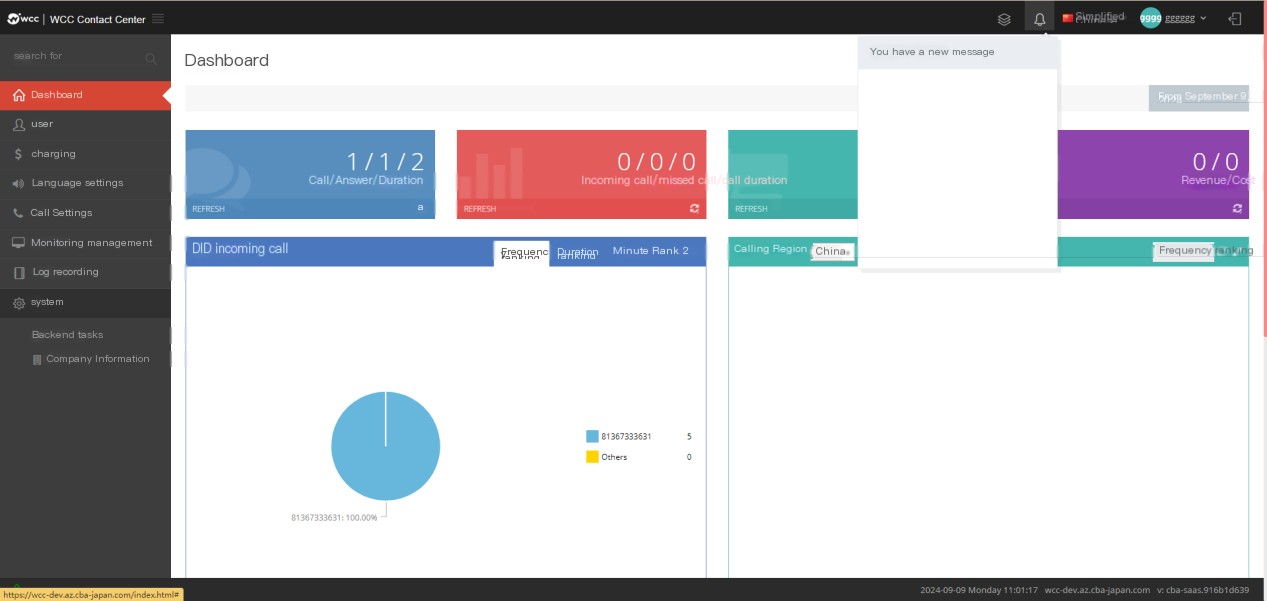 wcc | WCC Contact Center
Simplified
9999 gggggg
search for
Dashboard
user
charging
Language settings
Call Settings
Monitoring management
Log recording
system
Backend tasks
Company Information
Dashboard
You have a new message
From September 9
1 / 1 / 2
Call/Answer/Duration
REFRESH
a
0 / 0 / 0
Incoming call/missed call/call duration
REFRESH
REFRESH
0 / 0
Revenue/Cost
DID incoming call
Frequenc
ranking
Duration
ranking
Minute Rank 2
Calling Region
China
Frequency ranking
81367333631 5
Others 0
81367333631: 100.00%
https://wcc-dev.az.cba-japan.com/index.html#
2024-09-09 Monday 11:01:17 wcc-dev.az.cba-japan.com v: cba-saas.916b1d639